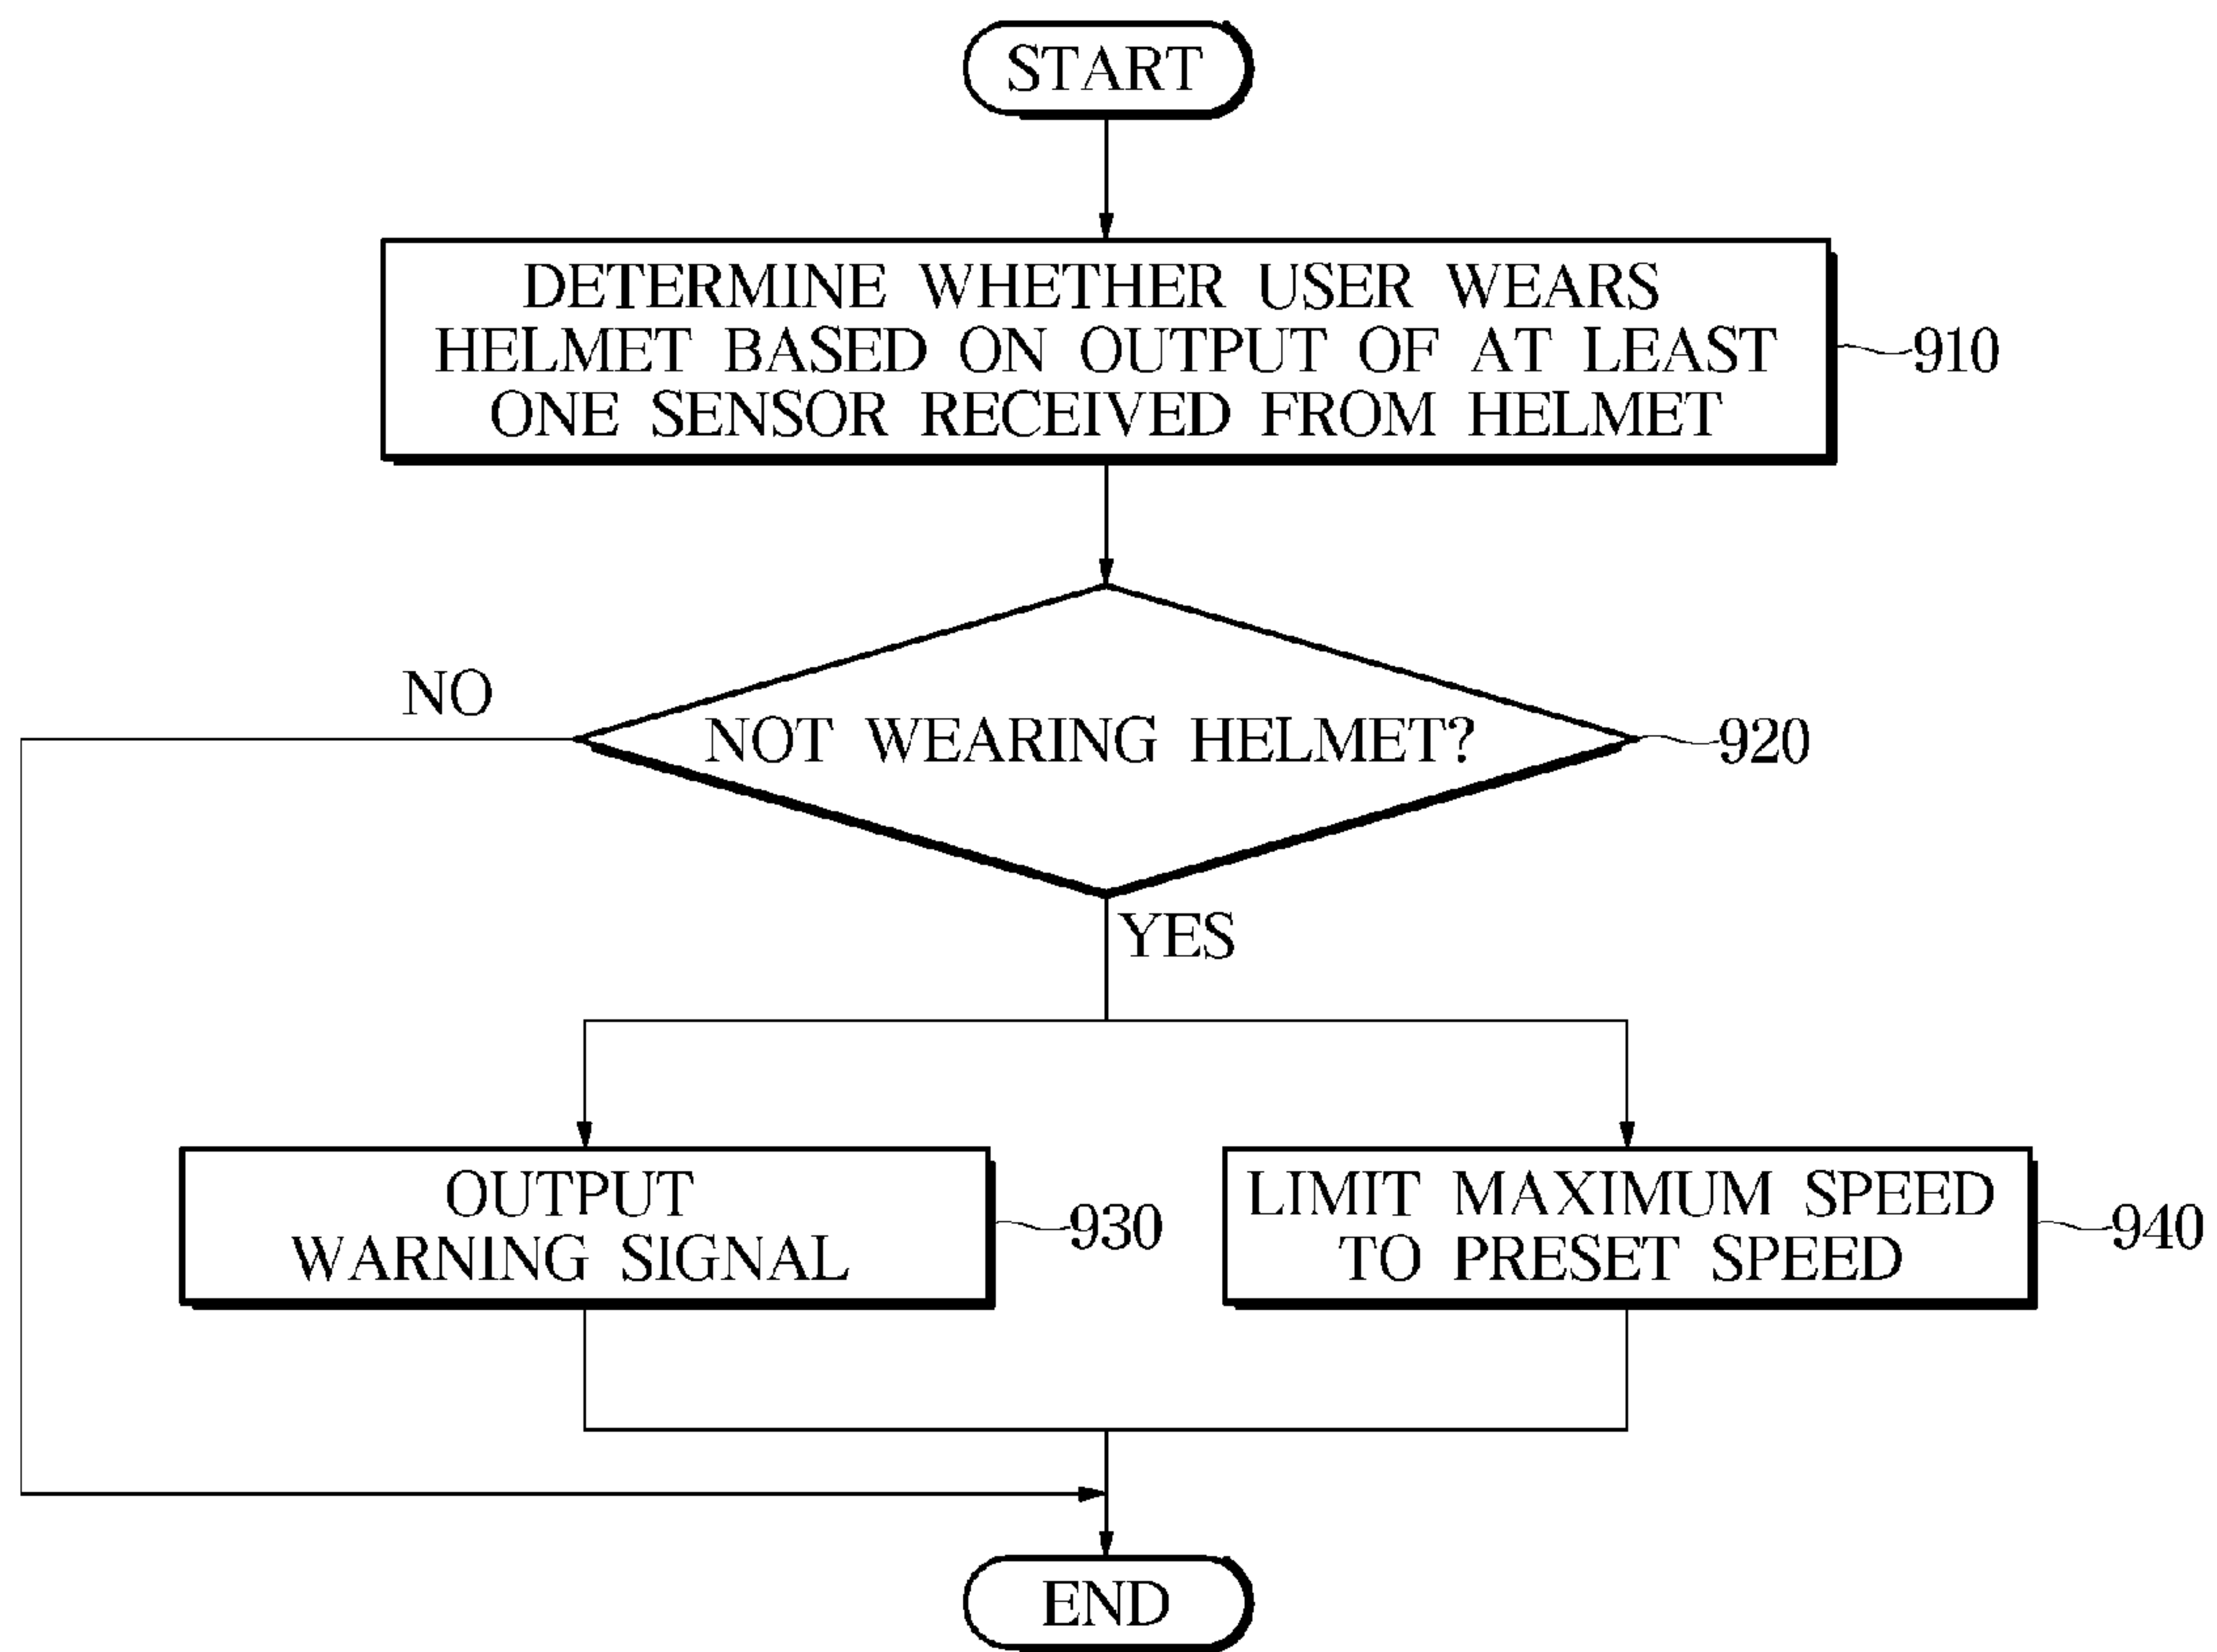 START
DETERMINE WHETHER USER WEARS
HELMET BASED ON OUTPUT OF AT LEAST
ONE SENSOR RECEIVED FROM HELMET
910
NO
NOT WEARING HELMET?
920
YES
OUTPUT
WARNING SIGNAL
930
LIMIT MAXIMUM SPEED
TO PRESET SPEED
940
END